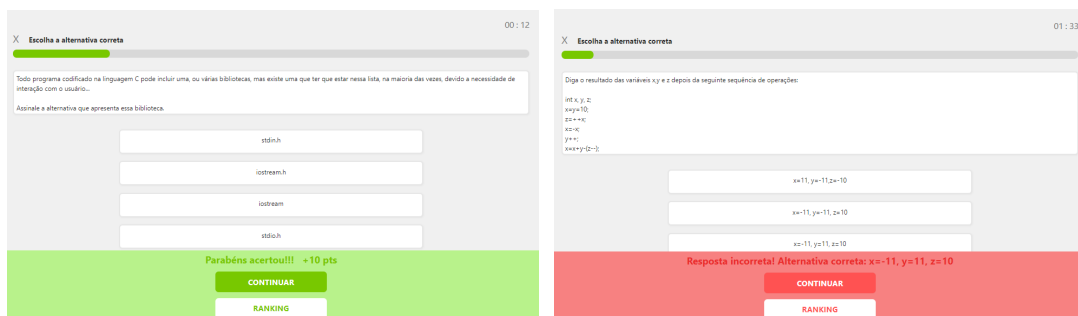 00 : 12
X Escolha a alternativa correta
Todo programa codificado na linguagem C pode incluir uma, ou várias bibliotecas, mas existe uma que ter que estar nessa lista, na maioria das vezes, devido a necessidade de
interação com o usuário...
Assinale a alternativa que apresenta essa biblioteca.
stdin.h
iostream.h
iostream
stdio.h
Parabéns acertou!!! +10 pts
CONTINUAR
RANKING
01 : 33
X Escolha a alternativa correta
Diga o resultado das variáveis x,y e z depois da seguinte sequência de operações:
int x, y, z;
x=y=10;
z=++x;
x=-x;
y++;
x=x+y-(z--);
x=11, y=-11,z=-10
x=-11, y=-11, z=10
x=-11, y=11, z=10
Resposta incorreta! Alternativa correta: x=-11, y=11, z=10
CONTINUAR
RANKING